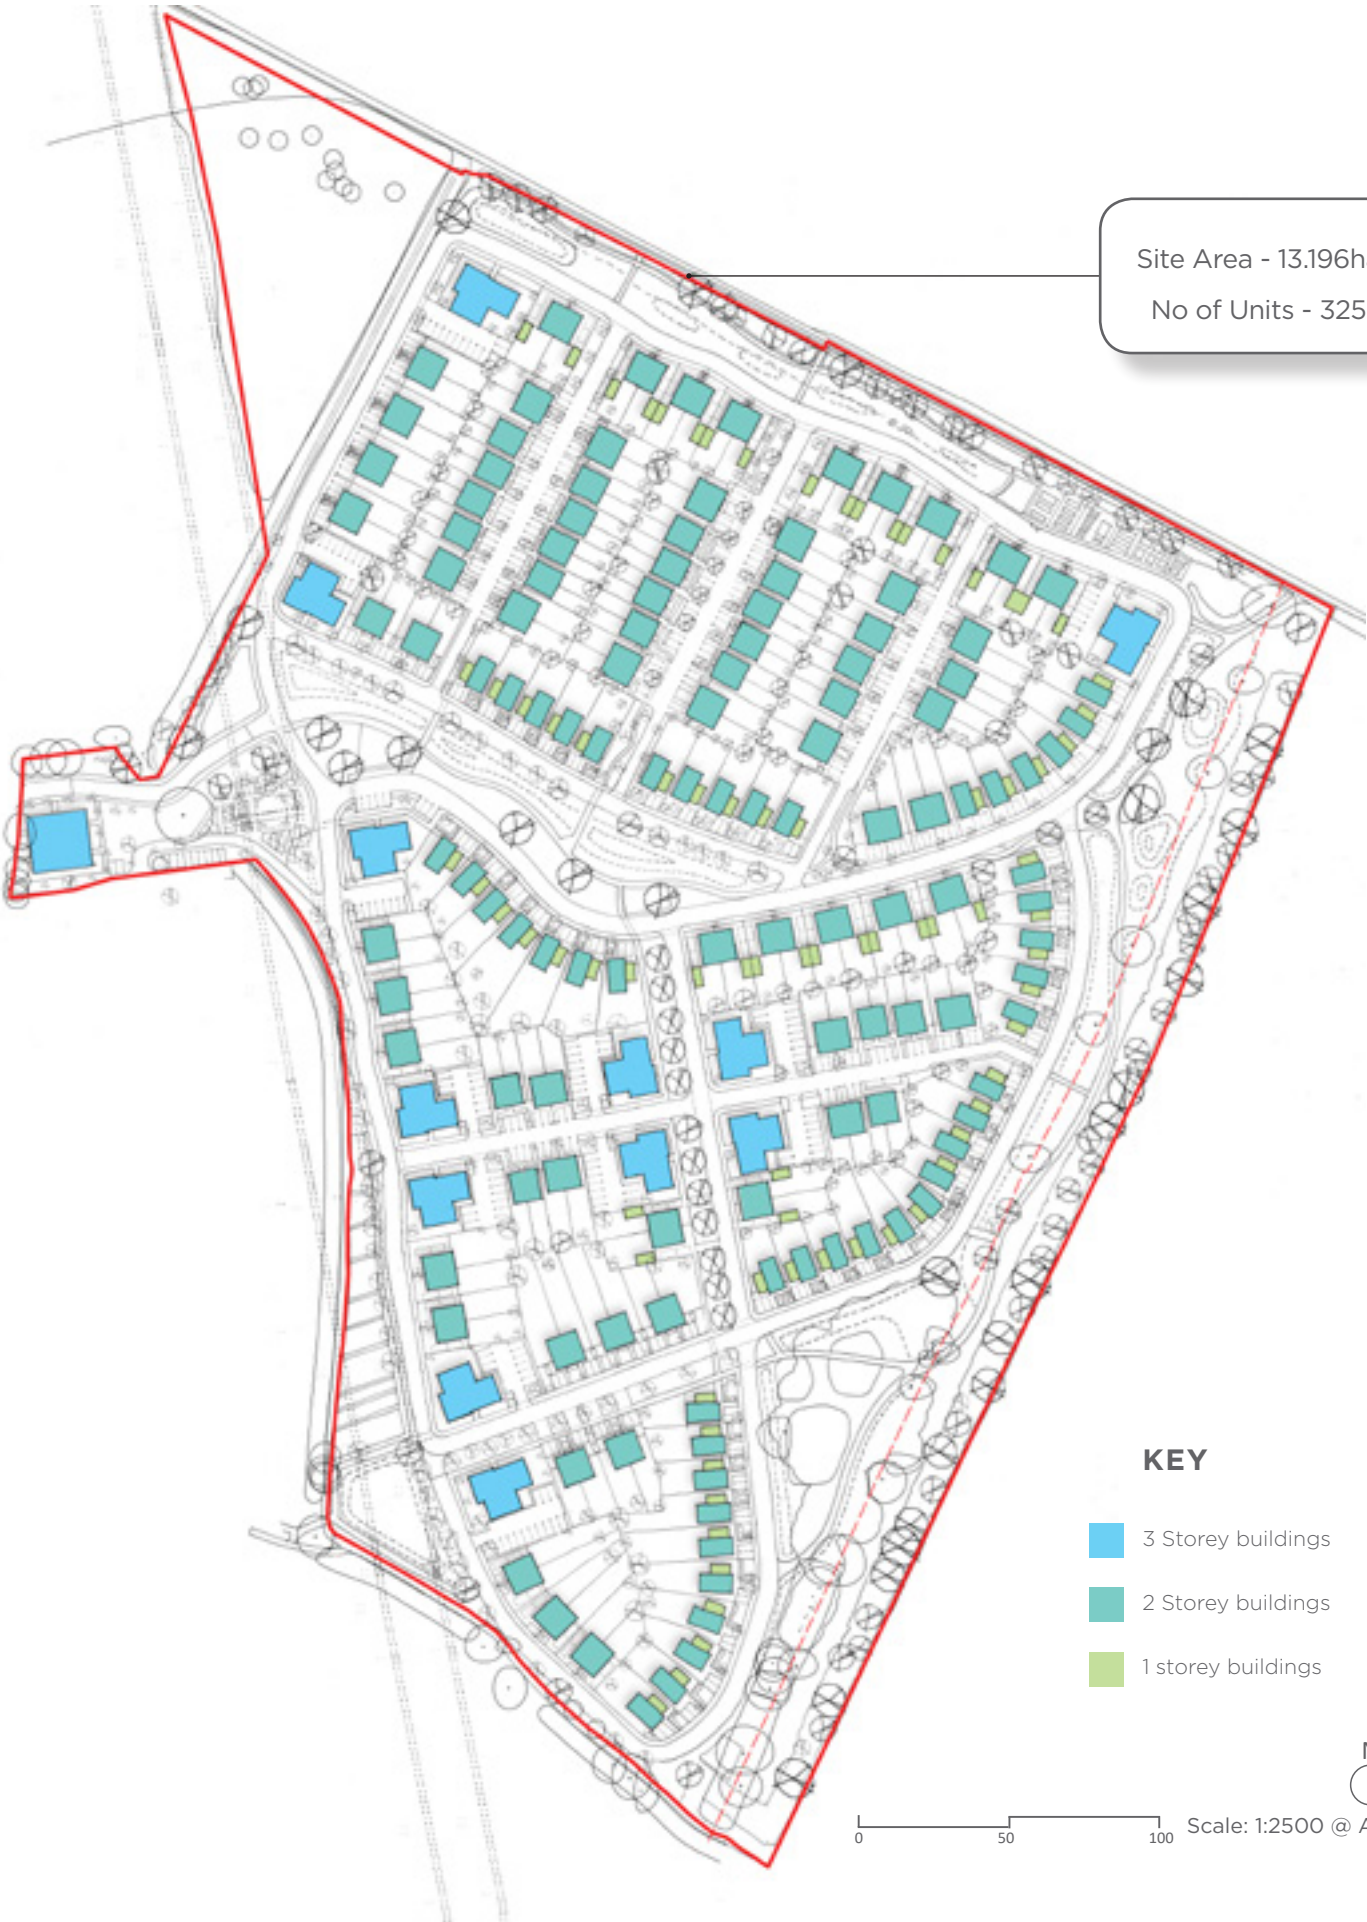 Site Area - 13.196h
No of Units - 325
KEY
3 Storey buildings
2 Storey buildings
1 storey buildings
0 50 100 Scale: 1:2500 @ A